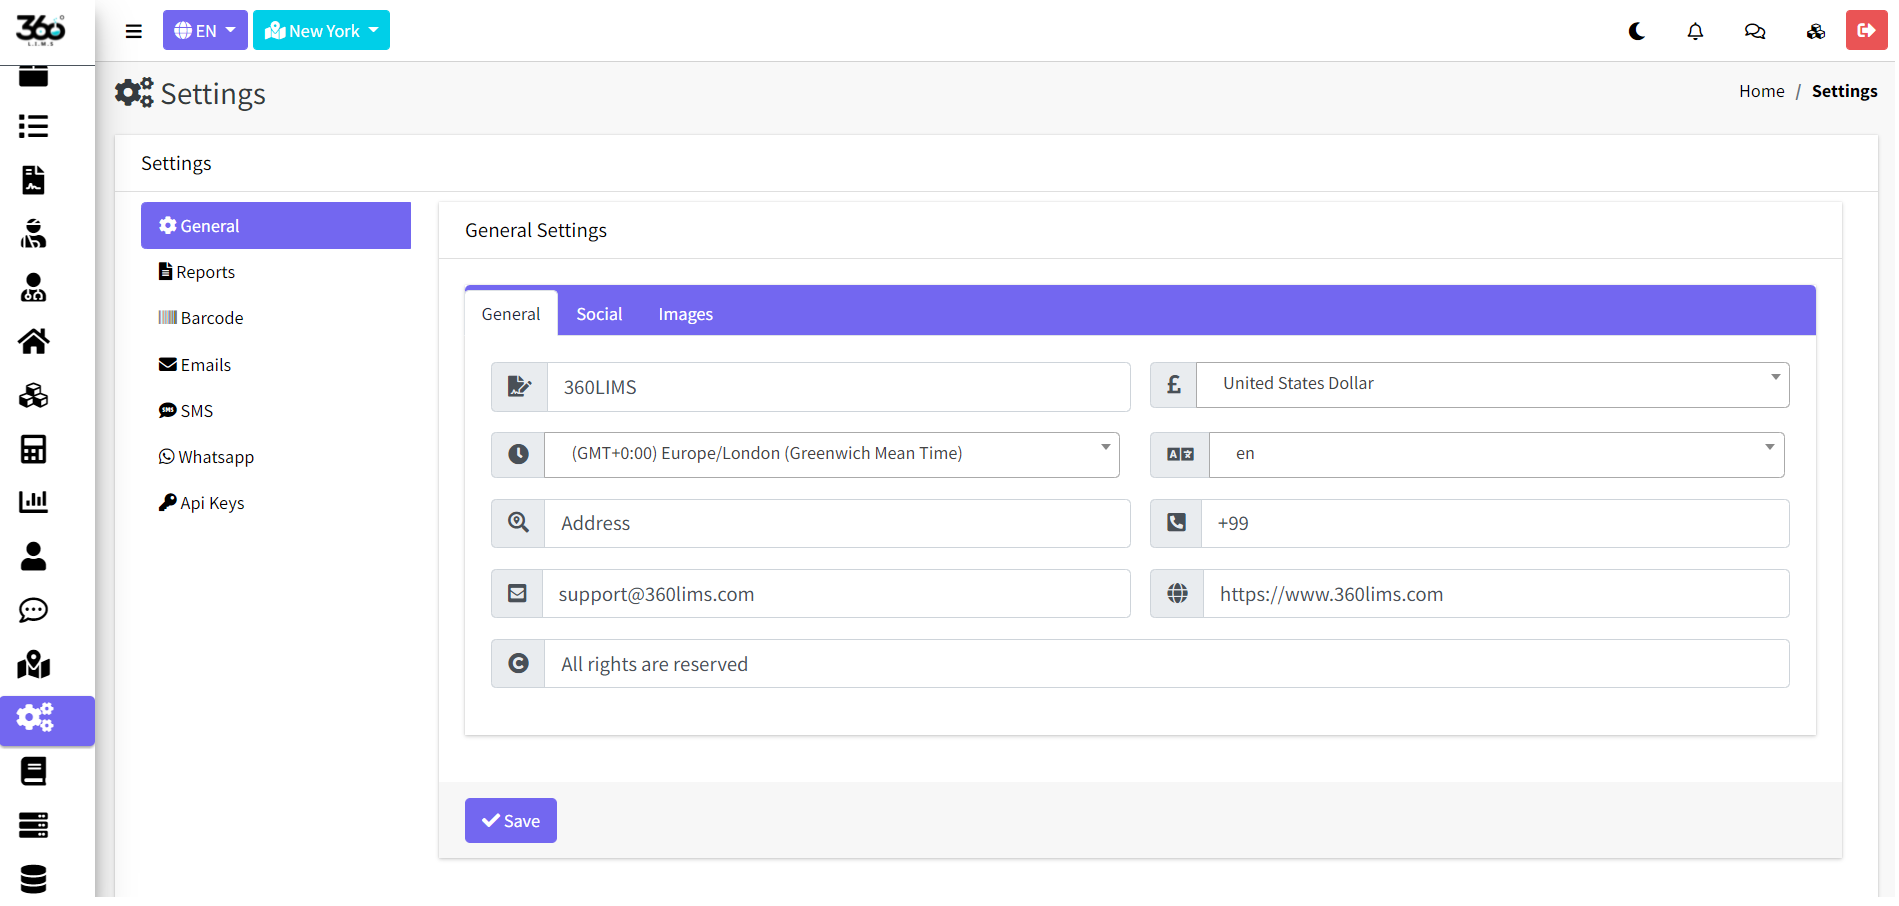 360°
L.I.M.S
EN
New York
Settings
Home / Settings
Settings
General
Reports
Barcode
Emails
SMS
SMS
Whatsapp
Api Keys
General Settings
General
Social
Images
360LIMS
£
United States Dollar
(GMT+0:00) Europe/London (Greenwich Mean Time)
A
en
Address
+99
support@360lims.com
https://www.360lims.com
All rights are reserved
Save